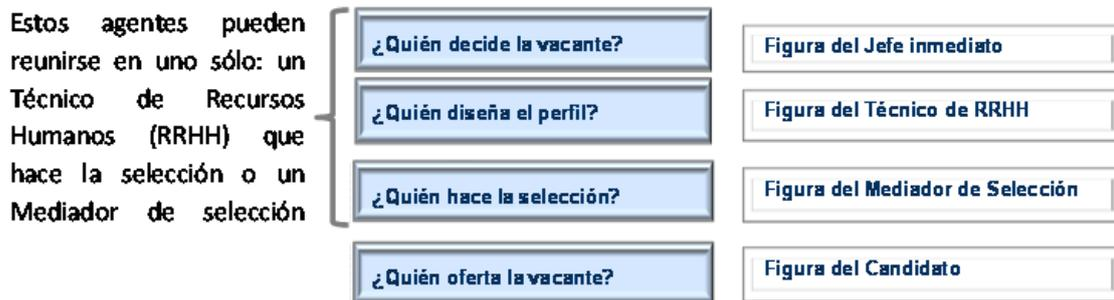 Estos agentes pueden
reunirse en uno sólo: un
Técnico de Recursos
Humanos (RRHH) que
hace la selección o un
Mediador de selección
¿Quién decide la vacante?
Figura del Jefe inmediato
¿Quién diseña el perfil?
Figura del Técnico de RRHH
¿Quién hace la selección?
Figura del Mediador de Selección
¿Quién oferta la vacante?
Figura del Candidato